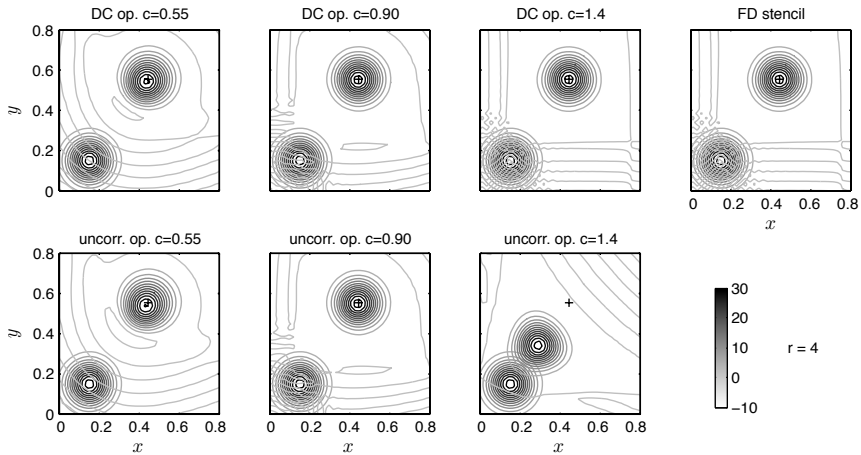 DC op. c=0.55
DC op. c=0.90
DC op. c=1.4
FD stencil
0.8
0.6
0.4
0.2
0
y
0 0.2 0.4 0.6 0.8
x
uncorr. op. c=0.55
uncorr. op. c=0.90
uncorr. op. c=1.4
0.8
0.6
0.4
0.2
0
y
0 0.2 0.4 0.6 0.8
x
0 0.2 0.4 0.6 0.8
x
0 0.2 0.4 0.6 0.8
x
30
20
10
0
−10
r = 4